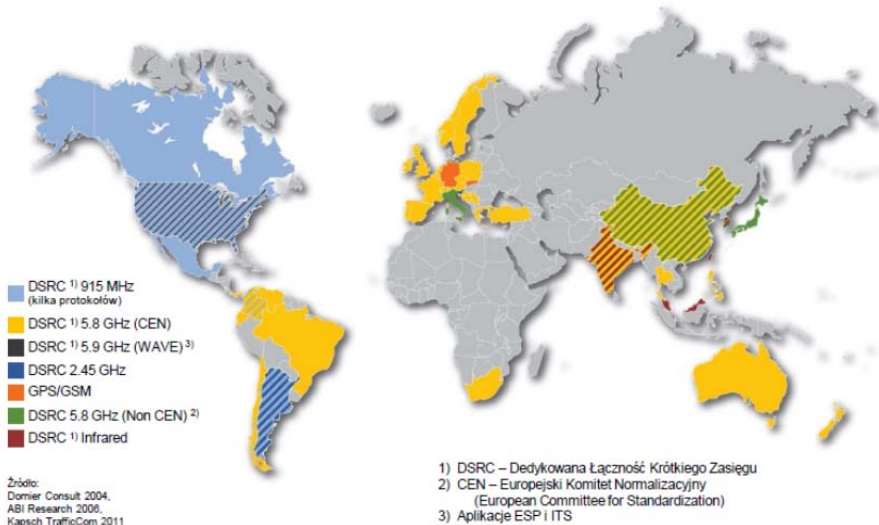 DSRC 1) 915 MHz
(kilka protokołów)
DSRC 1) 5.8 GHz (CEN)
DSRC 1) 5.9 GHz (WAVE) 3)
DSRC 2.45 GHz
GPS/GSM
DSRC 5.8 GHz (Non CEN) 2)
DSRC 1) Infrared
Źródło:
Dornier Consult 2004,
ABI Research 2006,
Kapsch TrafficCom 2011
1) DSRC – Dedykowana Łączność Krótkiego Zasięgu
2) CEN – Europejski Komitet Normalizacyjny
(European Committee for Standardization)
3) Aplikacje ESP i ITS